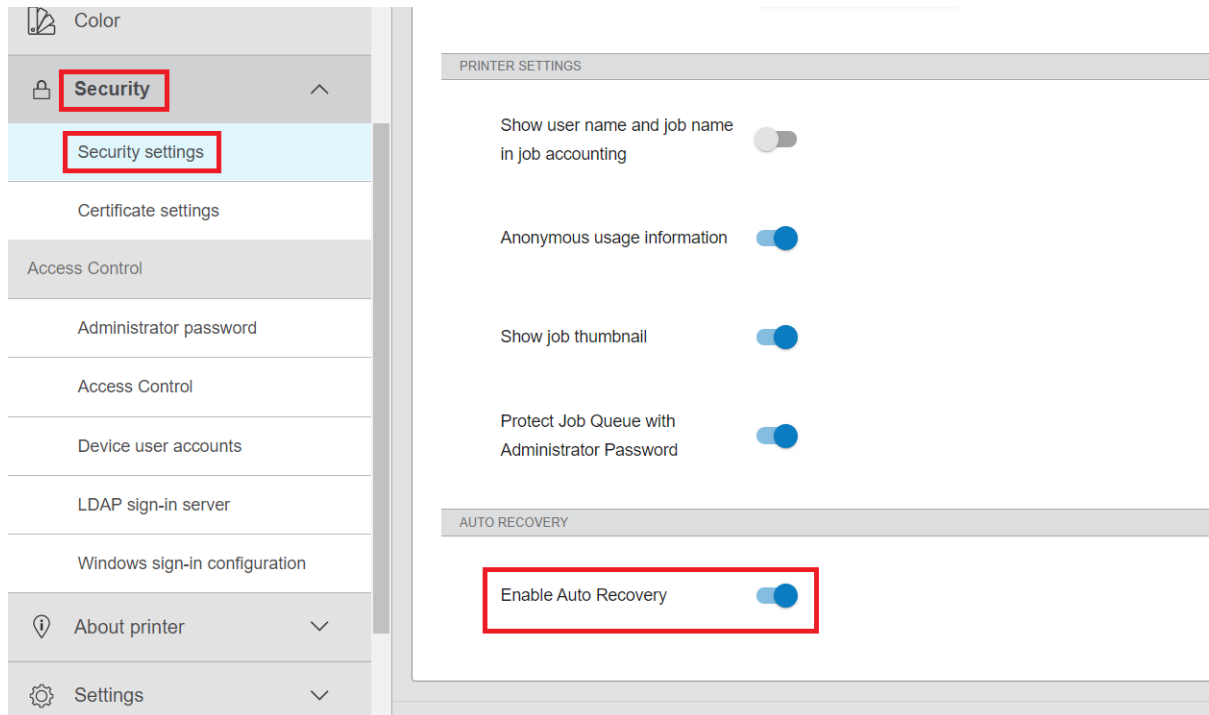 Color
Security
Security settings
Certificate settings
Access Control
Administrator password
Access Control
Device user accounts
LDAP sign-in server
Windows sign-in configuration
About printer
Settings
PRINTER SETTINGS
Show user name and job name
in job accounting
Anonymous usage information
Show job thumbnail
Protect Job Queue with
Administrator Password
AUTO RECOVERY
Enable Auto Recovery